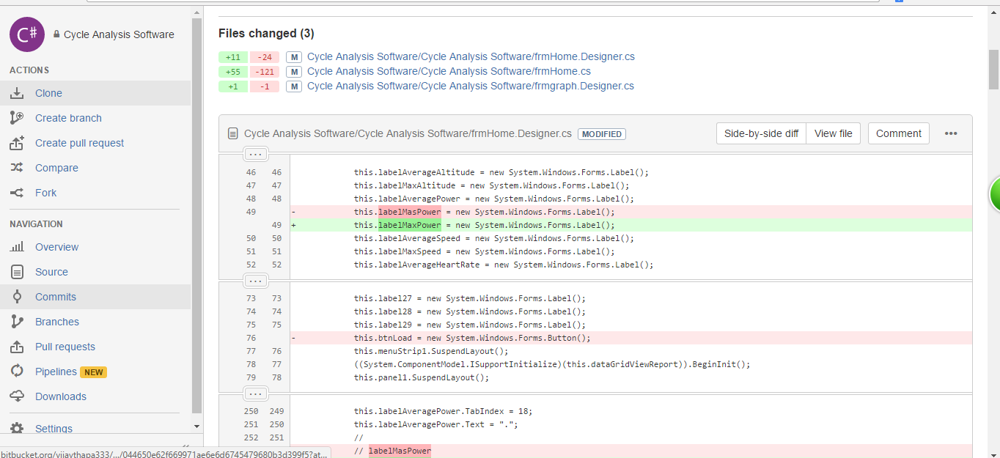 C#
Cycle Analysis Software
ACTIONS
Clone
Create branch
Create pull request
Compare
Fork
NAVIGATION
Overview
Source
Commits
Branches
Pull requests
Pipelines NEW
Downloads
Settings
Files changed (3)
+11 -24 M Cycle Analysis Software/Cycle Analysis Software/frmHome.Designer.cs
+55 -121 M Cycle Analysis Software/Cycle Analysis Software/frmHome.cs
+1 -1 M Cycle Analysis Software/Cycle Analysis Software/frmgraph.Designer.cs
Cycle Analysis Software/Cycle Analysis Software/frmHome.Designer.cs MODIFIED Side-by-side diff View file Comment •••
...
46 46 this.labelAverageAltitude = new System.Windows.Forms.Label();
47 47 this.labelMaxAltitude = new System.Windows.Forms.Label();
48 48 this.labelAveragePower = new System.Windows.Forms.Label();
49 - this.labelMasPower = new System.Windows.Forms.Label();
49 + this.labelMaxPower = new System.Windows.Forms.Label();
50 50 this.labelAverageSpeed = new System.Windows.Forms.Label();
51 51 this.labelMaxSpeed = new System.Windows.Forms.Label();
52 52 this.labelAverageHeartRate = new System.Windows.Forms.Label();
...
73 73 this.label27 = new System.Windows.Forms.Label();
74 74 this.label28 = new System.Windows.Forms.Label();
75 75 this.label29 = new System.Windows.Forms.Label();
76 - this.btnLoad = new System.Windows.Forms.Button();
77 76 this.menuStrip1.SuspendLayout();
78 77 ((System.ComponentModel.ISupportInitialize)(this.dataGridViewReport)).BeginInit();
79 78 this.panel1.SuspendLayout();
...
250 249 this.labelAveragePower.TabIndex = 18;
251 250 this.labelAveragePower.Text = ".";
252 251 //
// labelMasPower
bitbucket.org/vijaythapa333/.../044650e62f669971ae6e6d6745479680b3d399f5?at...